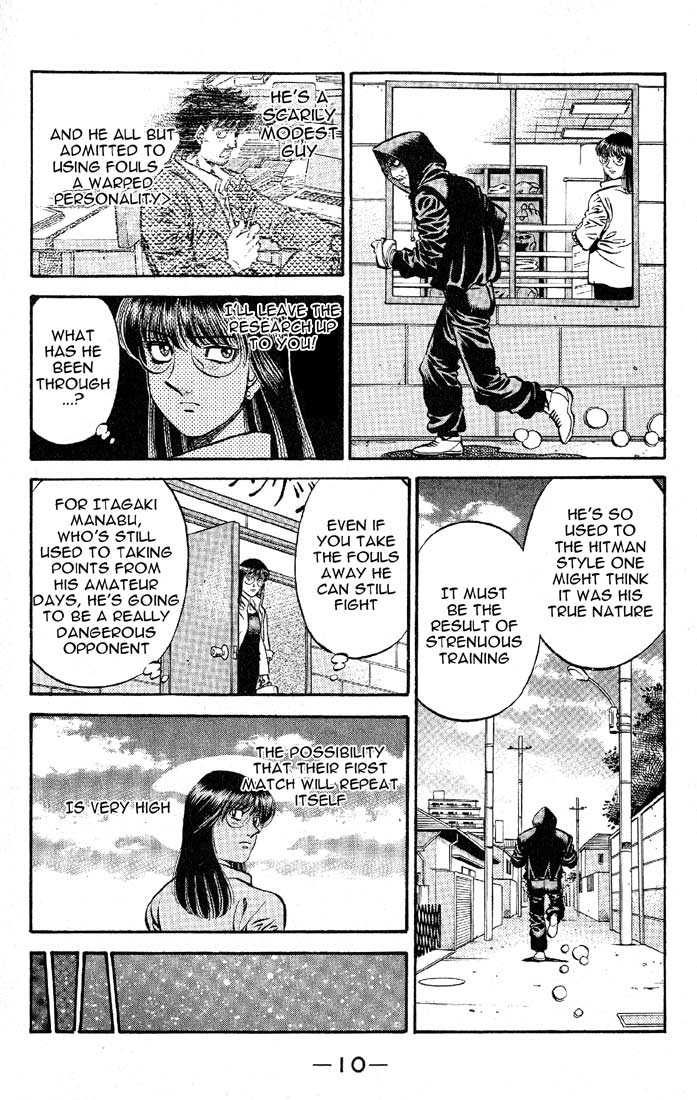 HE'S A
SCARILY
MODEST
GUY
AND HE ALL BUT
ADMITTED TO
USING FOULS
A WARPED
PERSONALITY>
I'LL LEAVE THE
RESEARCH UP
TO YOU!
WHAT
HAS HE
BEEN
THROUGH
...?
HE'S SO
USED TO
THE HITMAN
STYLE ONE
MIGHT THINK
IT WAS HIS
TRUE NATURE
IT MUST
BE THE
RESULT OF
STRENUOUS
TRAINING
EVEN IF
YOU TAKE
THE FOULS
AWAY HE
CAN STILL
FIGHT
FOR ITAGAKI
MANABU,
WHO'S STILL
USED TO TAKING
POINTS FROM
HIS AMATEUR
DAYS, HE'S GOING
TO BE A REALLY
DANGEROUS
OPPONENT
THE POSSIBILITY
THAT THEIR FIRST
MATCH WILL REPEAT
ITSELF
IS VERY HIGH
—10—